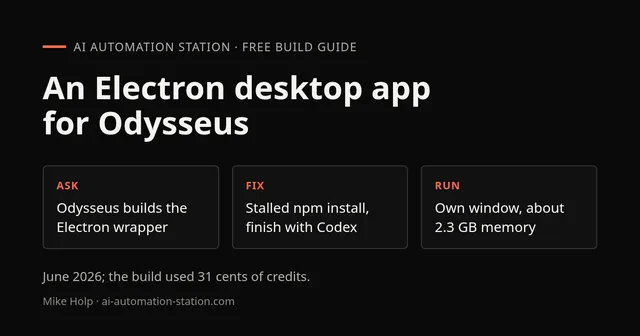 AI AUTOMATION STATION · FREE BUILD GUIDE
An Electron desktop app
for Odysseus
ASK
Odysseus builds the
Electron wrapper
FIX
Stalled npm install,
finish with Codex
RUN
Own window, about
2.3 GB memory
June 2026; the build used 31 cents of credits.
Mike Holp · ai-automation-station.com